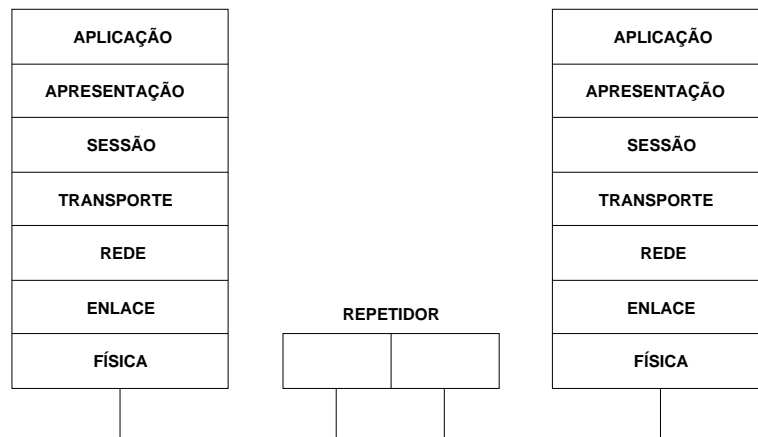 APLICAÇÃO
APRESENTAÇÃO
SESSÃO
TRANSPORTE
REDE
ENLACE
FÍSICA
REPETIDOR
APLICAÇÃO
APRESENTAÇÃO
SESSÃO
TRANSPORTE
REDE
ENLACE
FÍSICA